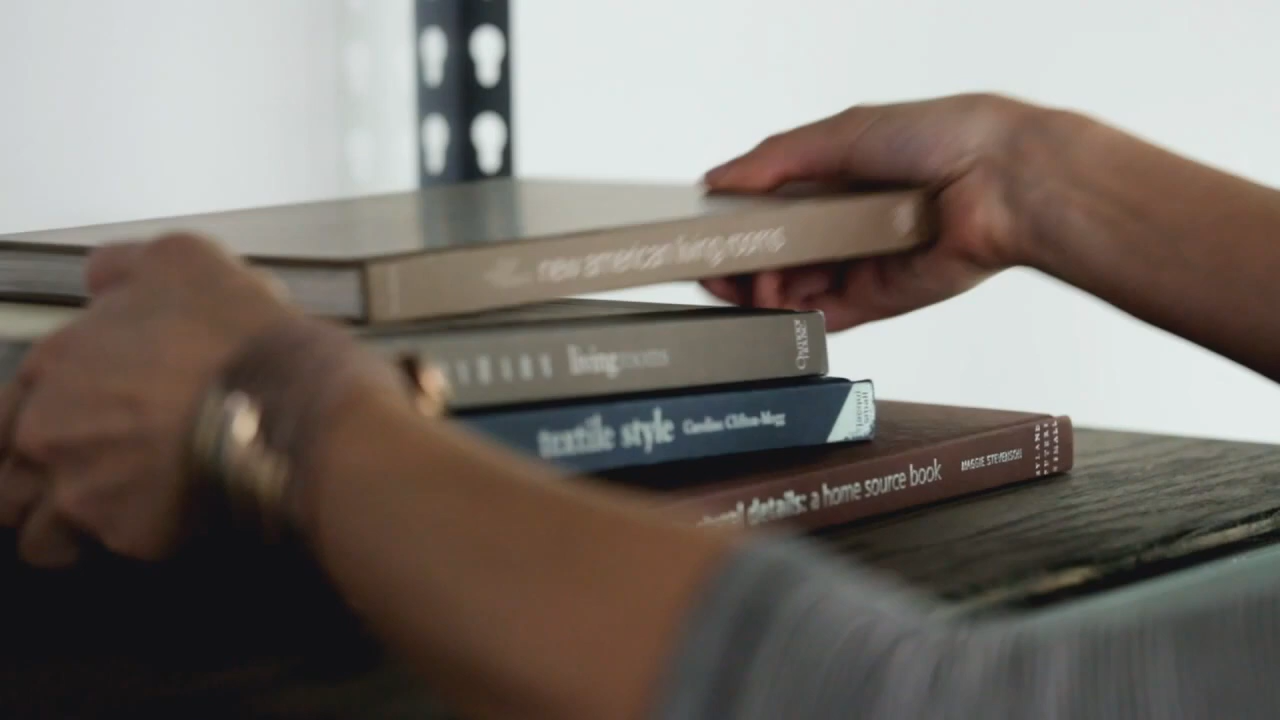 new american living rooms
living rooms
textile style Caroline Clifton-Mogg
details: a home source book MAGGIE STEVENSON